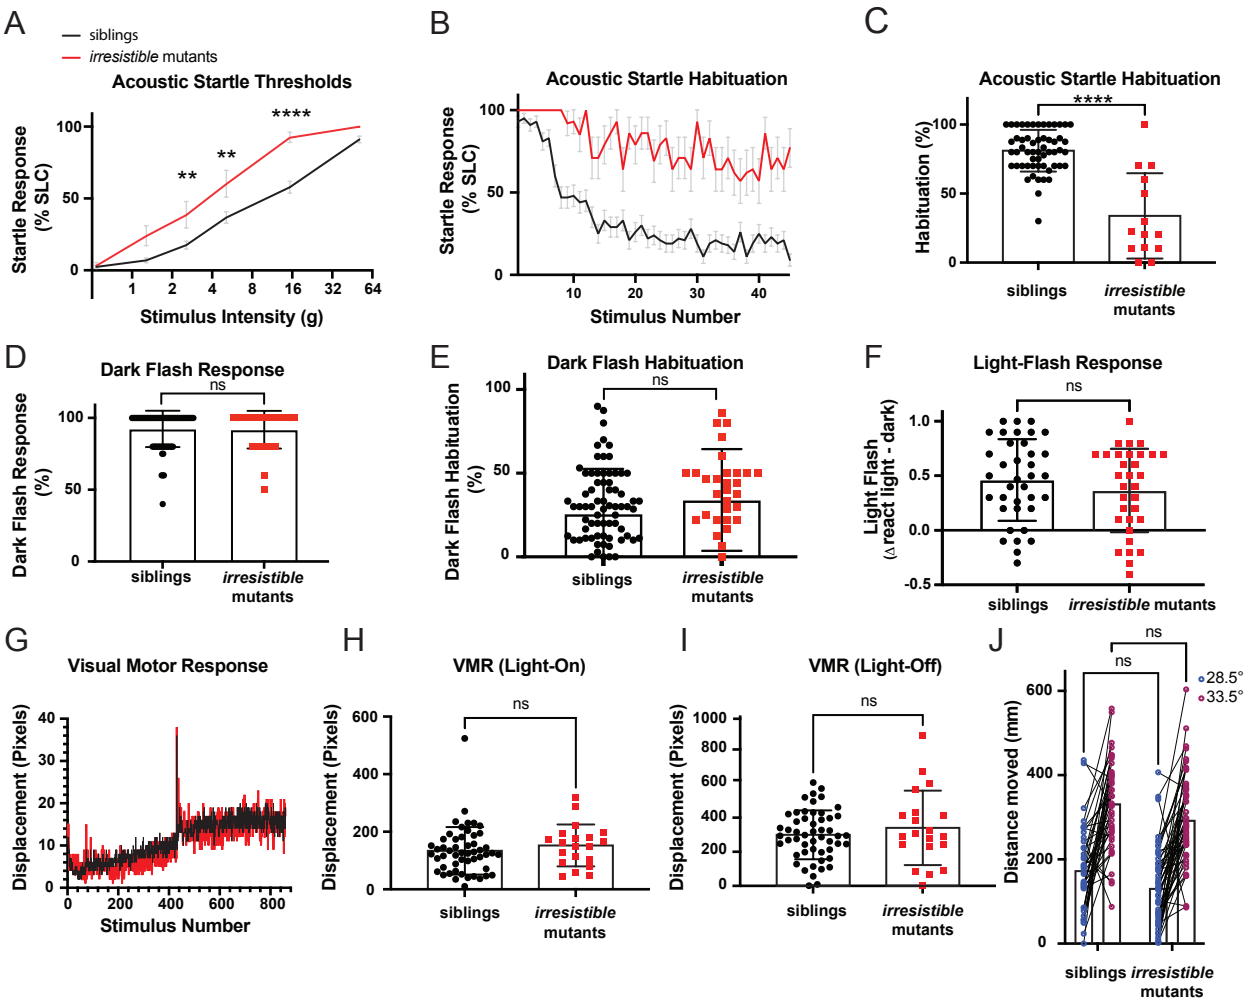 A
siblings
irresistible mutants
Acoustic Startle Thresholds
Startle Response
(% SLC)
100
50
0
**
**
****
1 2 4 8 16 32 64
Stimulus Intensity (g)
B
Acoustic Startle Habituation
Startle Response
(% SLC)
100
50
0
10 20 30 40
Stimulus Number
C
Acoustic Startle Habituation
****
Habituation (%)
100
50
0
siblings
irresistible
mutants
D
Dark Flash Response
ns
Dark Flash Response
(%)
100
50
0
siblings
irresistible
mutants
E
Dark Flash Habituation
ns
Dark Flash Habituation
(%)
100
50
0
siblings
irresistible
mutants
F
Light-Flash Response
ns
Light Flash
(Δ react light - dark)
1.0
0.5
0.0
-0.5
siblings
irresistible mutants
G
Visual Motor Response
Displacement (Pixels)
40
30
20
10
0
0 200 400 600 800
Stimulus Number
H
VMR (Light-On)
ns
Displacement (Pixels)
600
400
200
0
siblings
irresistible
mutants
I
VMR (Light-Off)
ns
Displacement (Pixels)
1000
800
600
400
200
0
siblings
irresistible
mutants
J
ns
ns
28.5°
33.5°
Distance moved (mm)
600
400
200
0
siblings irresistible
mutants